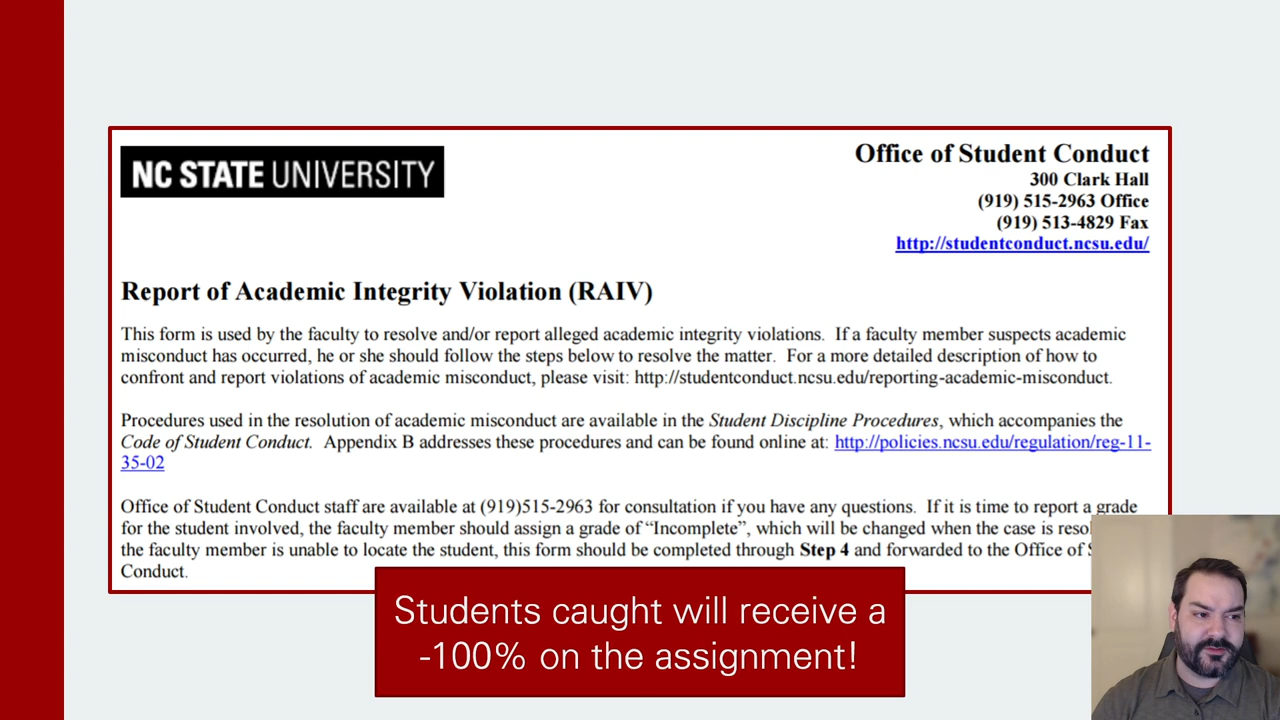 NC STATE UNIVERSITY
Office of Student Conduct
300 Clark Hall
(919) 515-2963 Office
(919) 513-4829 Fax
http://studentconduct.ncsu.edu/
Report of Academic Integrity Violation (RAIV)
This form is used by the faculty to resolve and/or report alleged academic integrity violations. If a faculty member suspects academic
misconduct has occurred, he or she should follow the steps below to resolve the matter. For a more detailed description of how to
confront and report violations of academic misconduct, please visit: http://studentconduct.ncsu.edu/reporting-academic-misconduct.
Procedures used in the resolution of academic misconduct are available in the Student Discipline Procedures, which accompanies the
Code of Student Conduct. Appendix B addresses these procedures and can be found online at: http://policies.ncsu.edu/regulation/reg-11-
35-02
Office of Student Conduct staff are available at (919)515-2963 for consultation if you have any questions. If it is time to report a grade
for the student involved, the faculty member should assign a grade of “Incomplete”, which will be changed when the case is
the faculty member is unable to locate the student, this form should be completed through Step 4 and forwarded to the Office of
Conduct.
Students caught will receive a
-100% on the assignment!